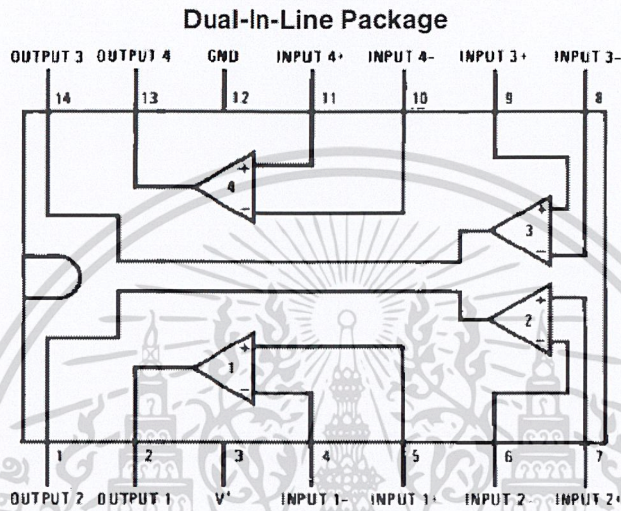 Dual-In-Line Package
OUTPUT 3 OUTPUT 4 GND INPUT 4+ INPUT 4- INPUT 3+ INPUT 3-
14 13 12 11 10 9 8
+
4
-
+
3
-
+
2
-
+
1
-
1 2 3 4 5 6 7
OUTPUT 2 OUTPUT 1 V+ INPUT 1- INPUT 1+ INPUT 2- INPUT 2+